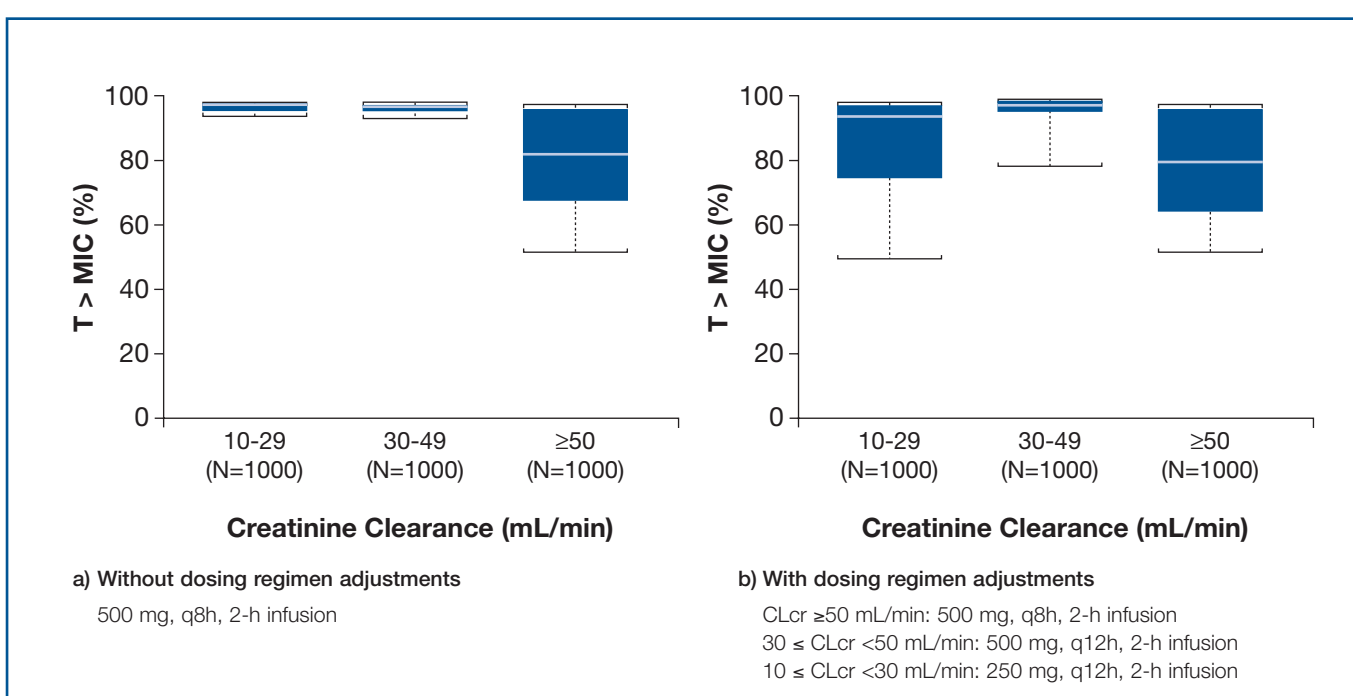 T > MIC (%)
100
80
60
40
20
0
10-29
(N=1000)
30-49
(N=1000)
≥50
(N=1000)
Creatinine Clearance (mL/min)
a) Without dosing regimen adjustments
500 mg, q8h, 2-h infusion
T > MIC (%)
100
80
60
40
20
0
10-29
(N=1000)
30-49
(N=1000)
≥50
(N=1000)
Creatinine Clearance (mL/min)
b) With dosing regimen adjustments
CLcr ≥50 mL/min: 500 mg, q8h, 2-h infusion
30 ≤ CLcr <50 mL/min: 500 mg, q12h, 2-h infusion
10 ≤ CLcr <30 mL/min: 250 mg, q12h, 2-h infusion